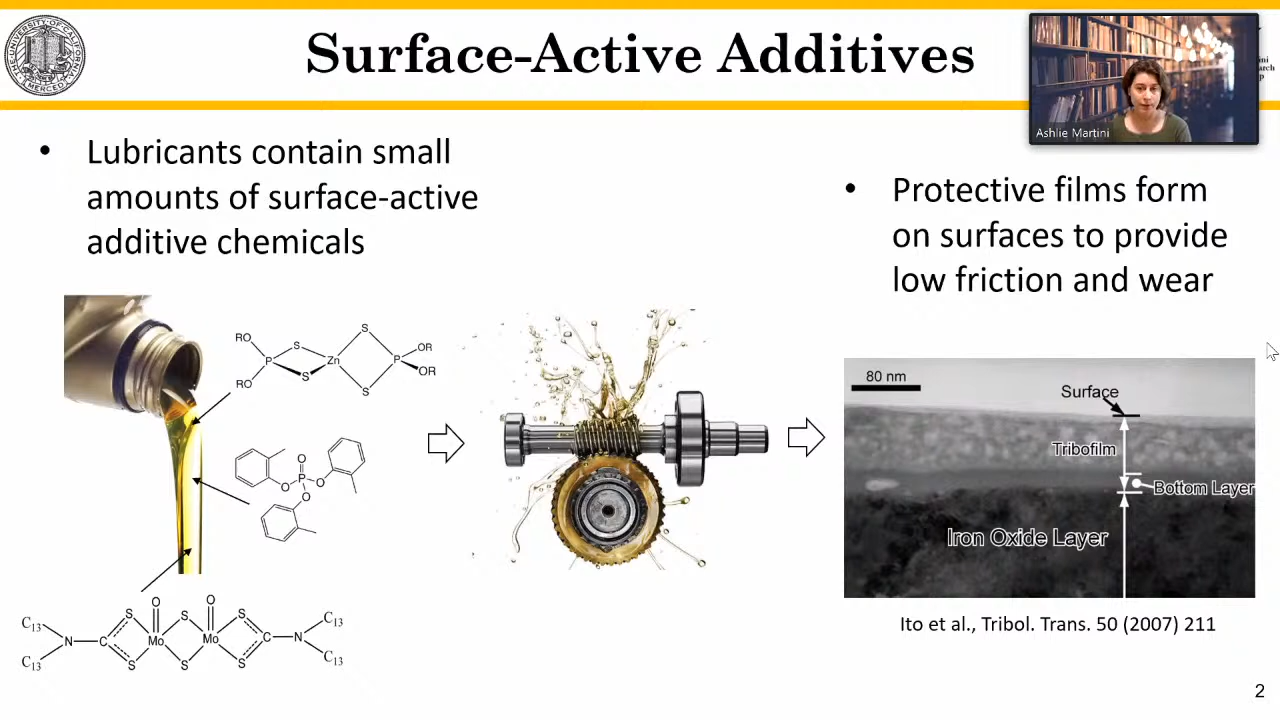 Surface-Active Additives
Ashlie Martini
• Lubricants contain small
amounts of surface-active
additive chemicals
• Protective films form
on surfaces to provide
low friction and wear
RO
RO
P
S
S
Zn
S
S
P
OR
OR
O
P
O
O
O
C13
C13
N
C
S
S
O
Mo
S
S
O
Mo
S
S
C
N
C13
C13
80 nm
Surface
Tribofilm
Bottom Layer
Iron Oxide Layer
Ito et al., Tribol. Trans. 50 (2007) 211
2